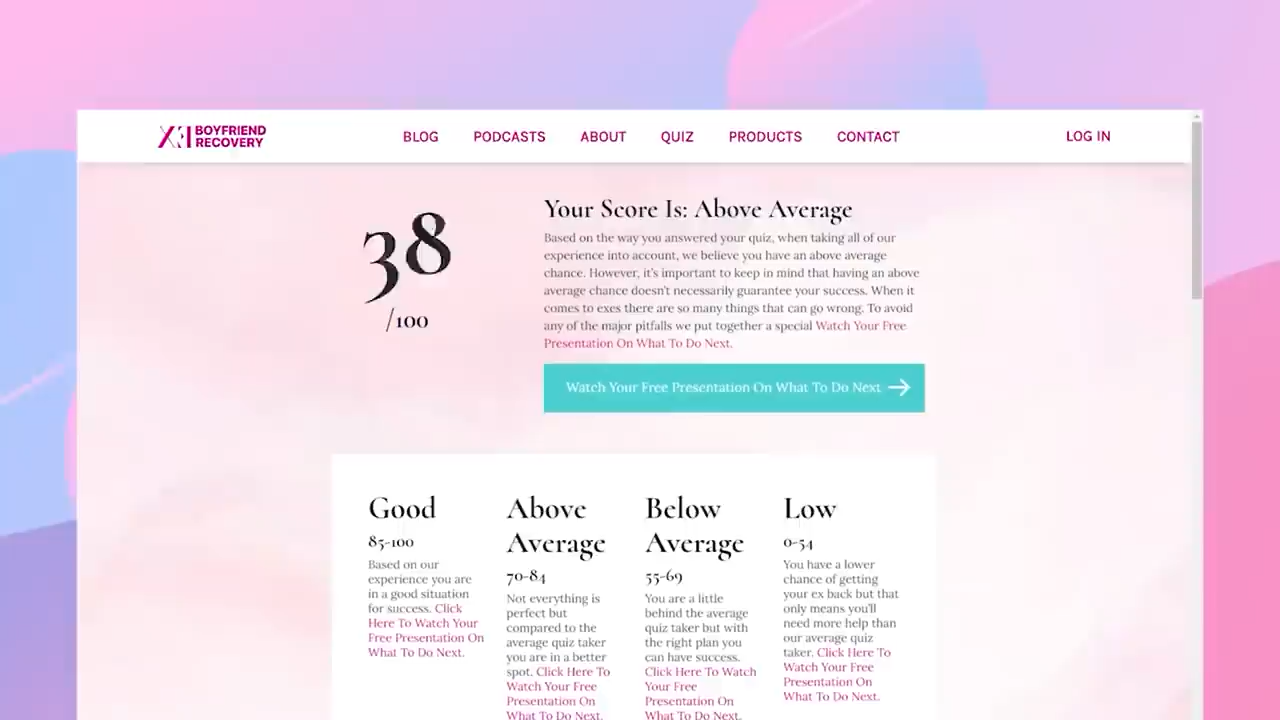 BOYFRIEND
RECOVERY
BLOG
PODCASTS
ABOUT
QUIZ
PRODUCTS
CONTACT
LOG IN
38
/100
Your Score Is: Above Average
Based on the way you answered your quiz, when taking all of our
experience into account, we believe you have an above average
chance. However, it's important to keep in mind that having an above
average chance doesn't necessarily guarantee your success. When it
comes to exes there are so many things that can go wrong. To avoid
any of the major pitfalls we put together a special Watch Your Free
Presentation On What To Do Next.
Watch Your Free Presentation On What To Do Next
Good
85-100
Based on our
experience you are
in a good situation
for success. Click
Here To Watch Your
Free Presentation On
What To Do Next.
Above
Average
70-84
Not everything is
perfect but
compared to the
average quiz taker
you are in a better
spot. Click Here To
Watch Your Free
Presentation On
What To Do Next.
Below
Average
55-69
You are a little
behind the average
quiz taker but with
the right plan you
can have success.
Click Here To Watch
Your Free
Presentation On
What To Do Next.
Low
0-54
You have a lower
chance of getting
your ex back but that
only means you'll
need more help than
our average quiz
taker. Click Here To
Watch Your Free
Presentation On
What To Do Next.